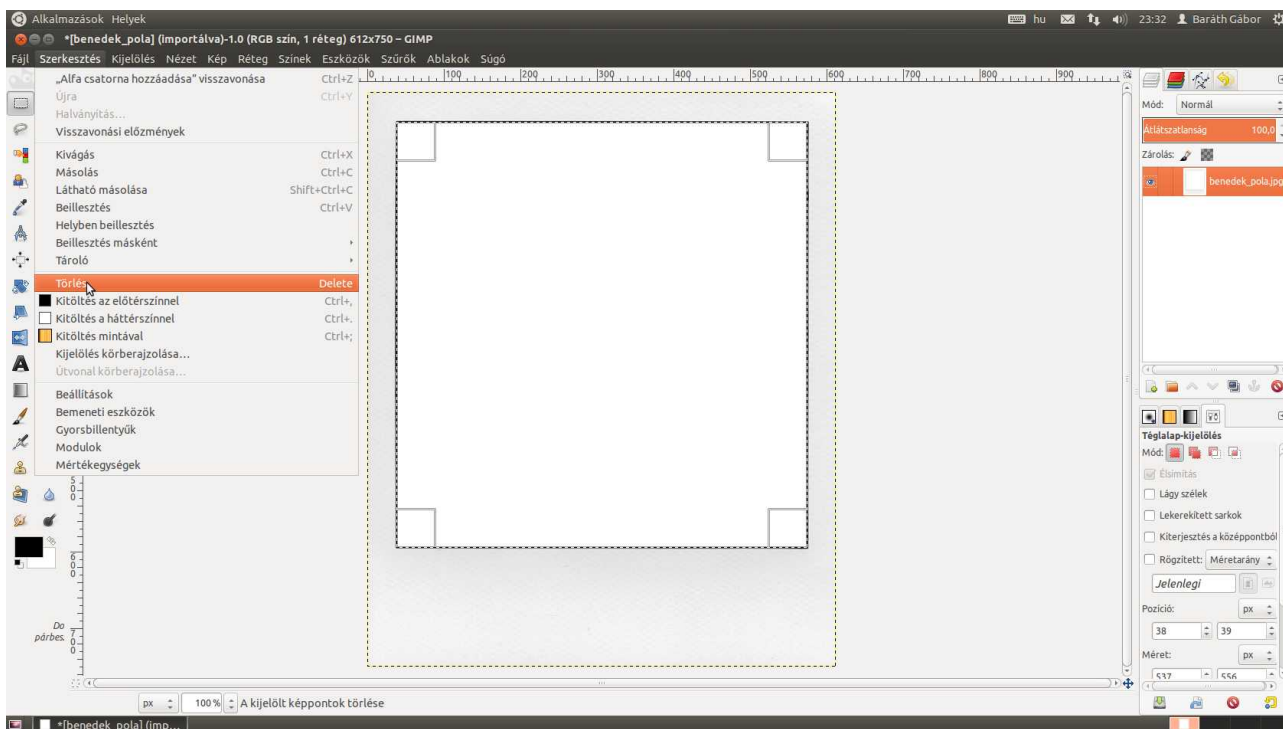 Alkalmazások Helyek
hu 23:32 Baráth Gábor
*[benedek_pola] (importálva)-1.0 (RGB szín, 1 réteg) 612x750 – GIMP
Fájl Szerkesztés Kijelölés Nézet Kép Réteg Színek Eszközök Szűrők Ablakok Súgó
„Alfa csatorna hozzáadása” visszavonása Ctrl+Z
Újra Ctrl+Y
Halványítás...
Visszavonási előzmények
Kivágás Ctrl+X
Másolás Ctrl+C
Látható másolása Shift+Ctrl+C
Beillesztés Ctrl+V
Helyben beillesztés
Beillesztés másként
Tároló
Törlés Delete
Kitöltés az előtérszínnel Ctrl+,
Kitöltés a háttérszínnel Ctrl+.
Kitöltés mintával Ctrl+;
Kijelölés körberajzolása...
Útvonal körberajzolása...
Beállítások
Bemeneti eszközök
Gyorsbillentyűk
Modulok
Mértékegységek
0 100 200 300 400 500 600 700 800 900
500
600
700
Da
párbes.
Mód: Normál
Átlátszatlanság 100,0
Zárolás:
benedek_pola.jpg
Téglalap-kijelölés
Mód:
Élsimítás
Lágy szélek
Lekerekített sarkok
Kiterjesztés a középpontból
Rögzített: Méretarány
Jelenlegi
Pozíció: px
38 39
Méret: px
537 556
px 100 % A kijelölt képpontok törlése
*[benedek_pola] (imp...